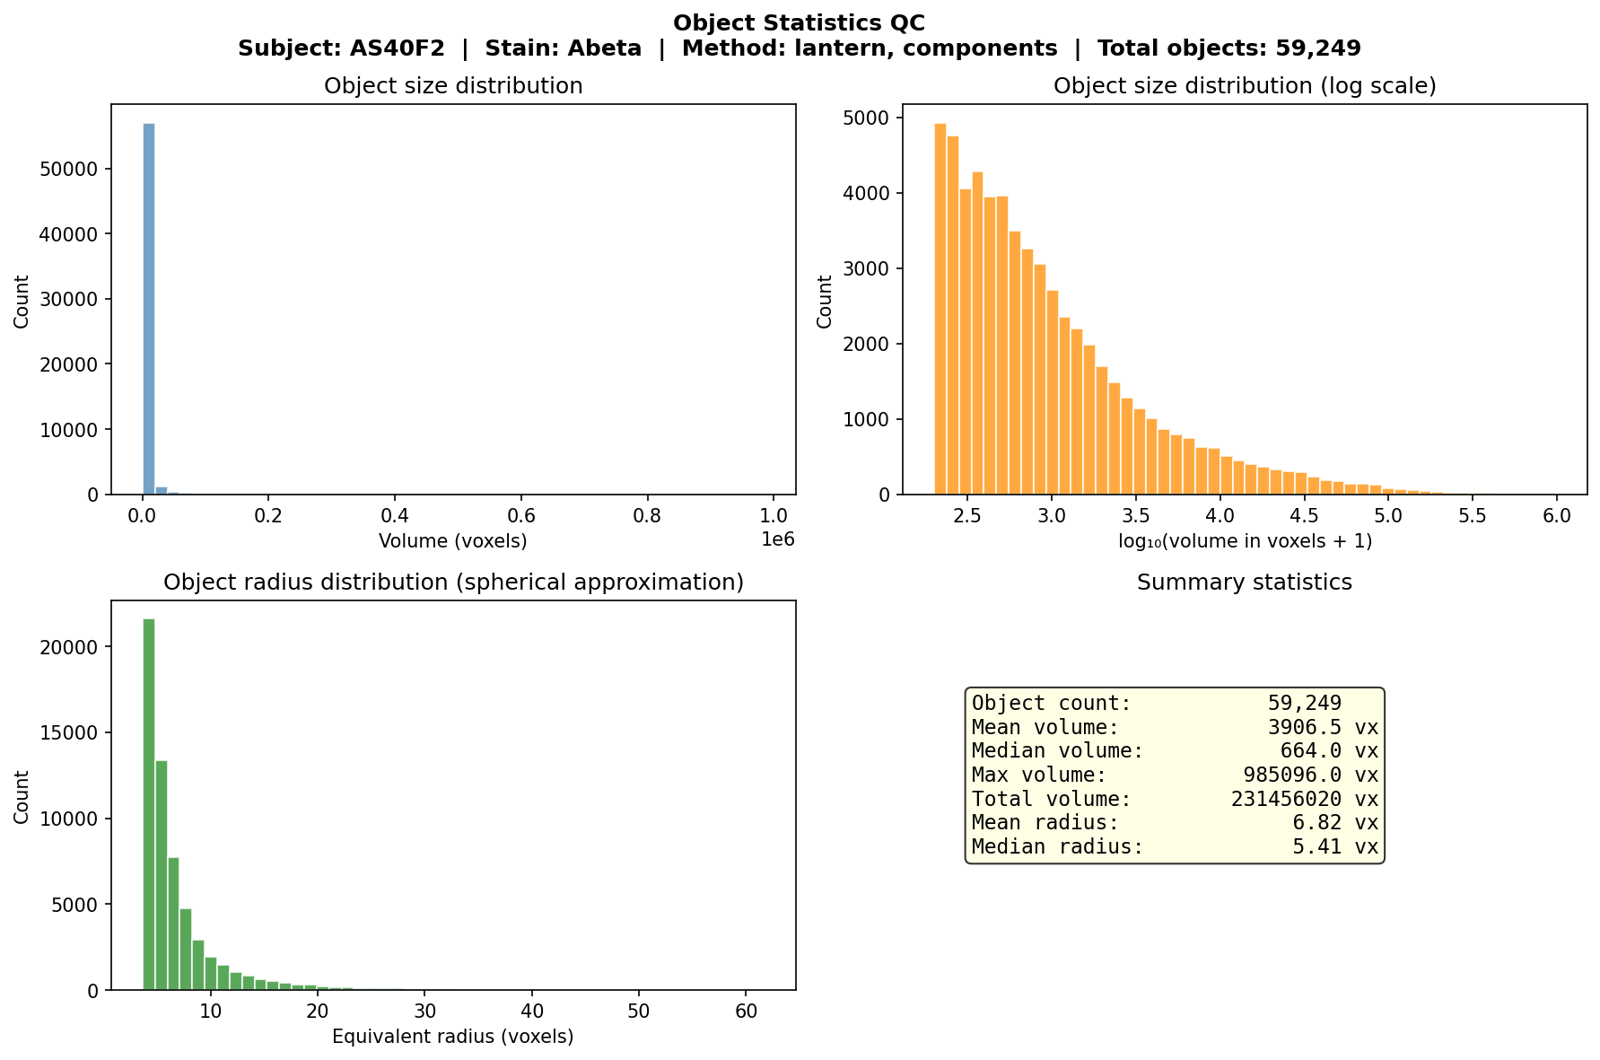 Object Statistics QC
Subject: AS40F2 | Stain: Abeta | Method: lantern, components | Total objects: 59,249
Object size distribution
50000
40000
30000
20000
10000
0
Count
0.0 0.2 0.4 0.6 0.8 1.0
1e6
Volume (voxels)
Object size distribution (log scale)
5000
4000
3000
2000
1000
0
Count
2.5 3.0 3.5 4.0 4.5 5.0 5.5 6.0
log₁₀(volume in voxels + 1)
Object radius distribution (spherical approximation)
20000
15000
10000
5000
0
Count
10 20 30 40 50 60
Equivalent radius (voxels)
Summary statistics
Object count: 59,249
Mean volume: 3906.5 vx
Median volume: 664.0 vx
Max volume: 985096.0 vx
Total volume: 231456020 vx
Mean radius: 6.82 vx
Median radius: 5.41 vx